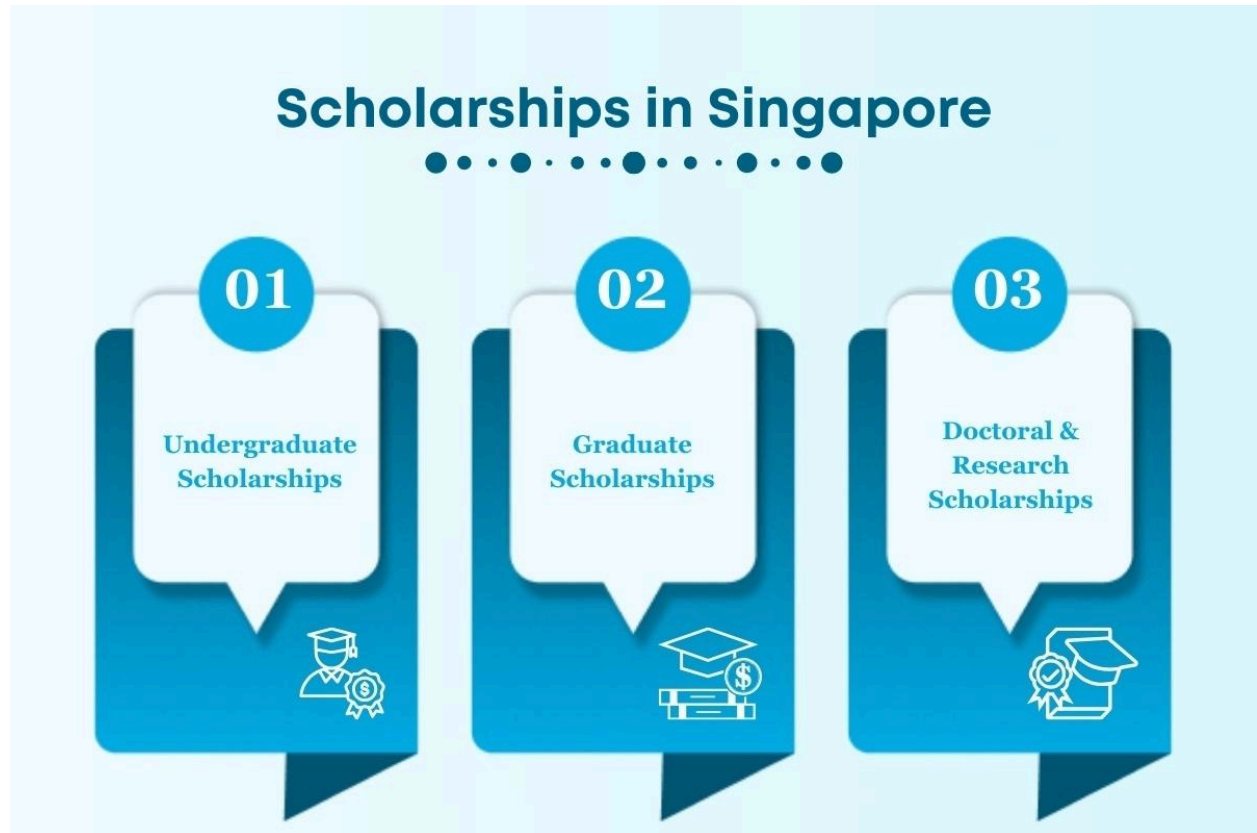 Scholarships in Singapore
01
Undergraduate
Scholarships
02
Graduate
Scholarships
03
Doctoral &
Research
Scholarships
$
$